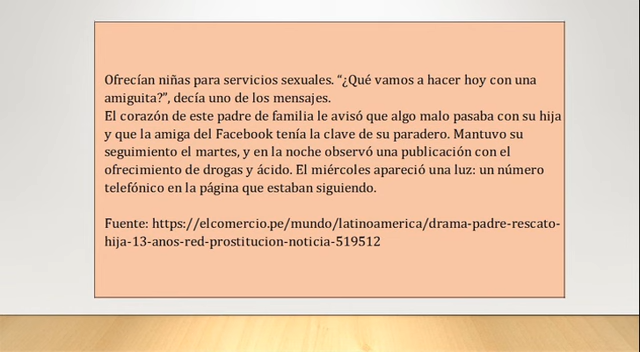 Ofrecían niñas para servicios sexuales. “¿Qué vamos a hacer hoy con una
amiguita?”, decía uno de los mensajes.
El corazón de este padre de familia le avisó que algo malo pasaba con su hija
y que la amiga del Facebook tenía la clave de su paradero. Mantuvo su
seguimiento el martes, y en la noche observó una publicación con el
ofrecimiento de drogas y ácido. El miércoles apareció una luz: un número
telefónico en la página que estaban siguiendo.
Fuente: https://elcomercio.pe/mundo/latinoamerica/drama-padre-rescato-
hija-13-anos-red-prostitucion-noticia-519512